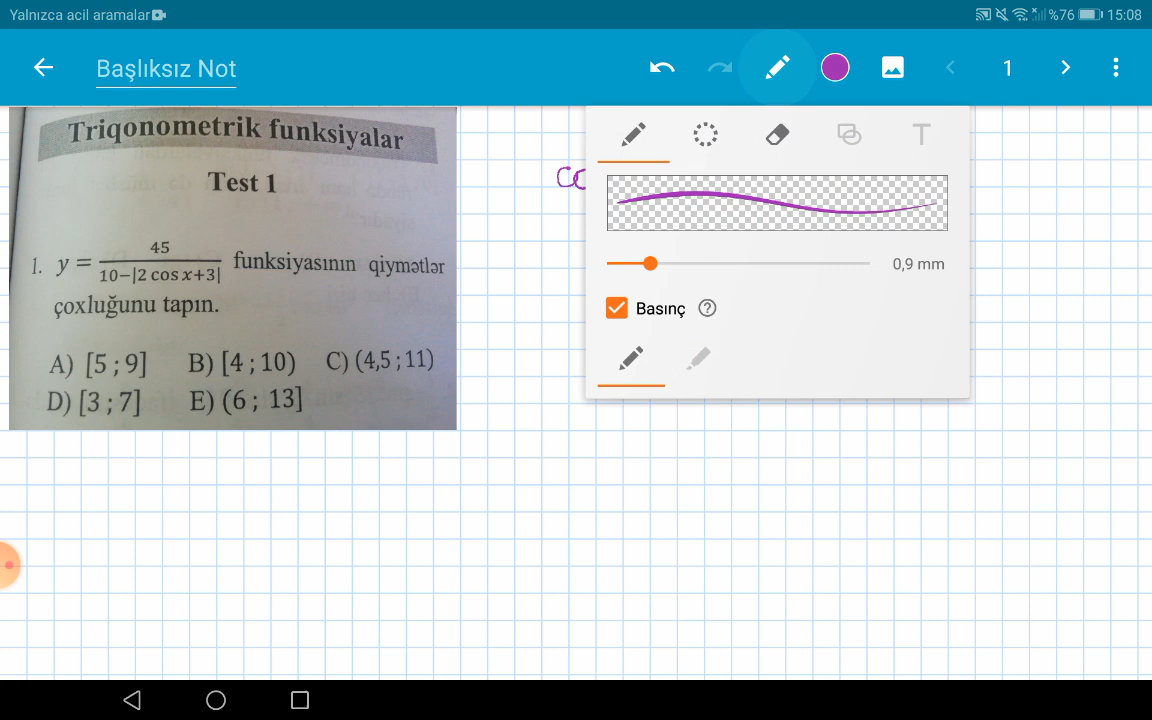 Yalnızca acil aramalar %76 15:08
Başlıksız Not 1
Triqonometrik funksiyalar
Test 1
1. y = 45/(10−|2 cos x+3|) funksiyasının qiymətlər
çoxluğunu tapın.
A) [5 ; 9] B) [4 ; 10) C) (4,5 ; 11)
D) [3 ; 7] E) (6 ; 13]
T
0,9 mm
Basınç